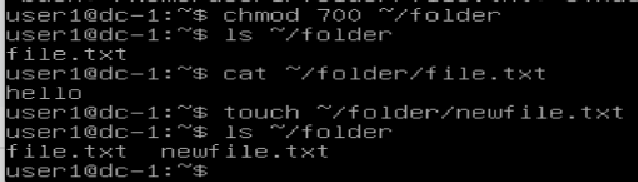 user1@dc-1:~$ chmod 700 ~/folder
user1@dc-1:~$ ls ~/folder
file.txt
user1@dc-1:~$ cat ~/folder/file.txt
hello
user1@dc-1:~$ touch ~/folder/newfile.txt
user1@dc-1:~$ ls ~/folder
file.txt  newfile.txt
user1@dc-1:~$